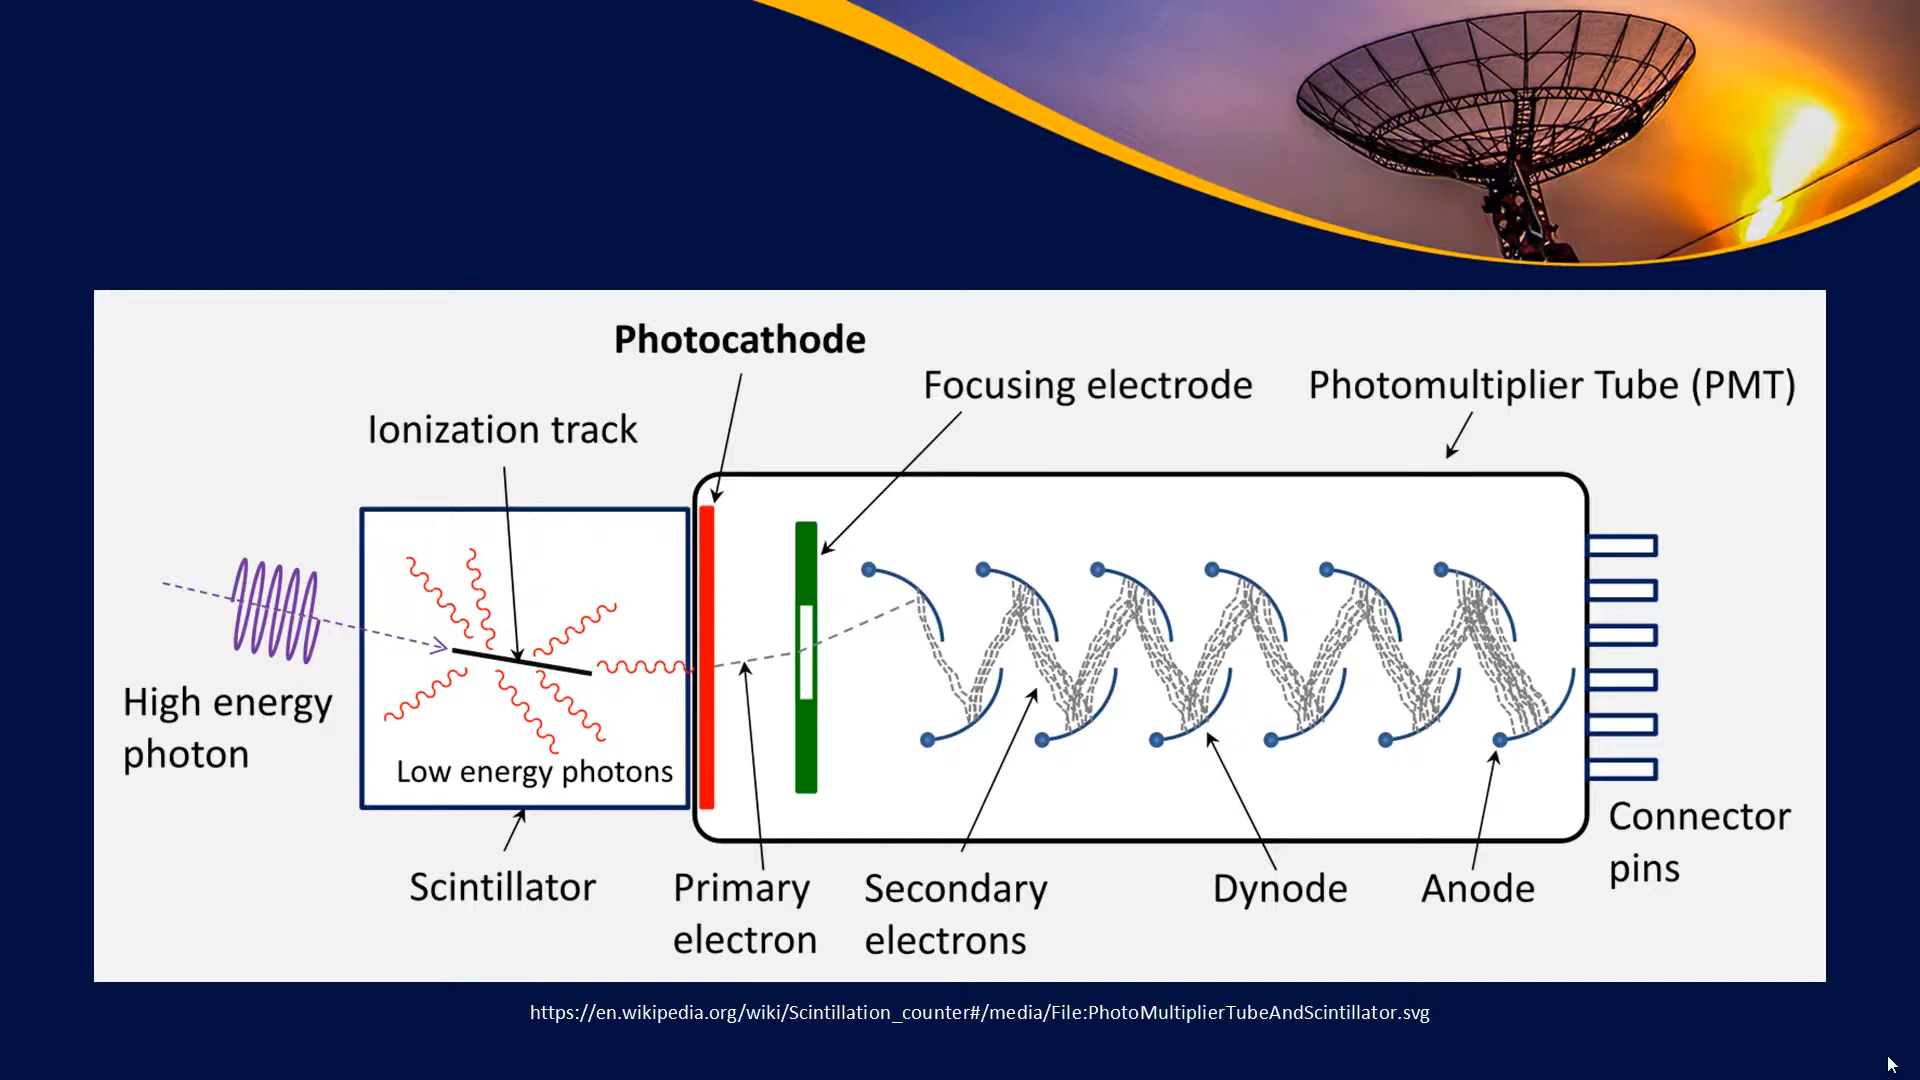 Photocathode
Focusing electrode
Photomultiplier Tube (PMT)
Ionization track
High energy
photon
Low energy photons
Scintillator
Primary
electron
Secondary
electrons
Dynode
Anode
Connector
pins
https://en.wikipedia.org/wiki/Scintillation_counter#/media/File:PhotoMultiplierTubeAndScintillator.svg